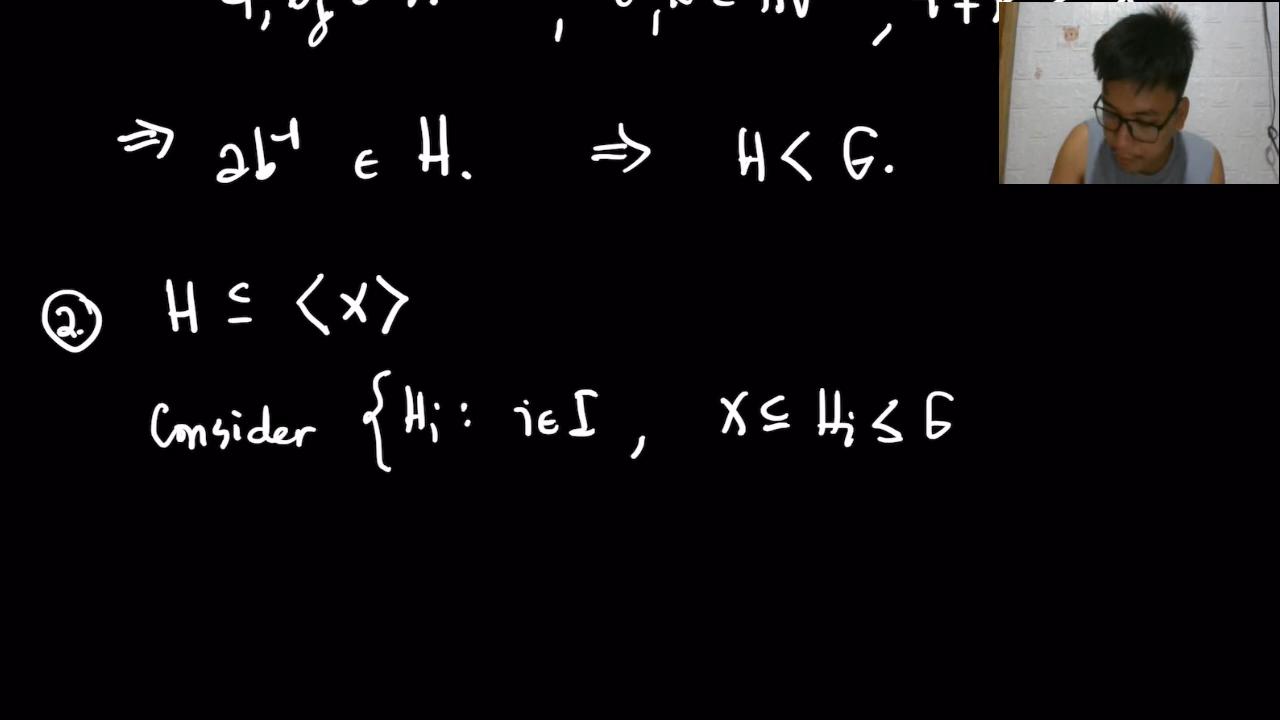 ⇒ ab⁻¹ ∈ H. ⇒ H < G.
2. H ⊆ ⟨X⟩
Consider {Hᵢ : i ∈ I, X ⊆ Hᵢ ≤ G